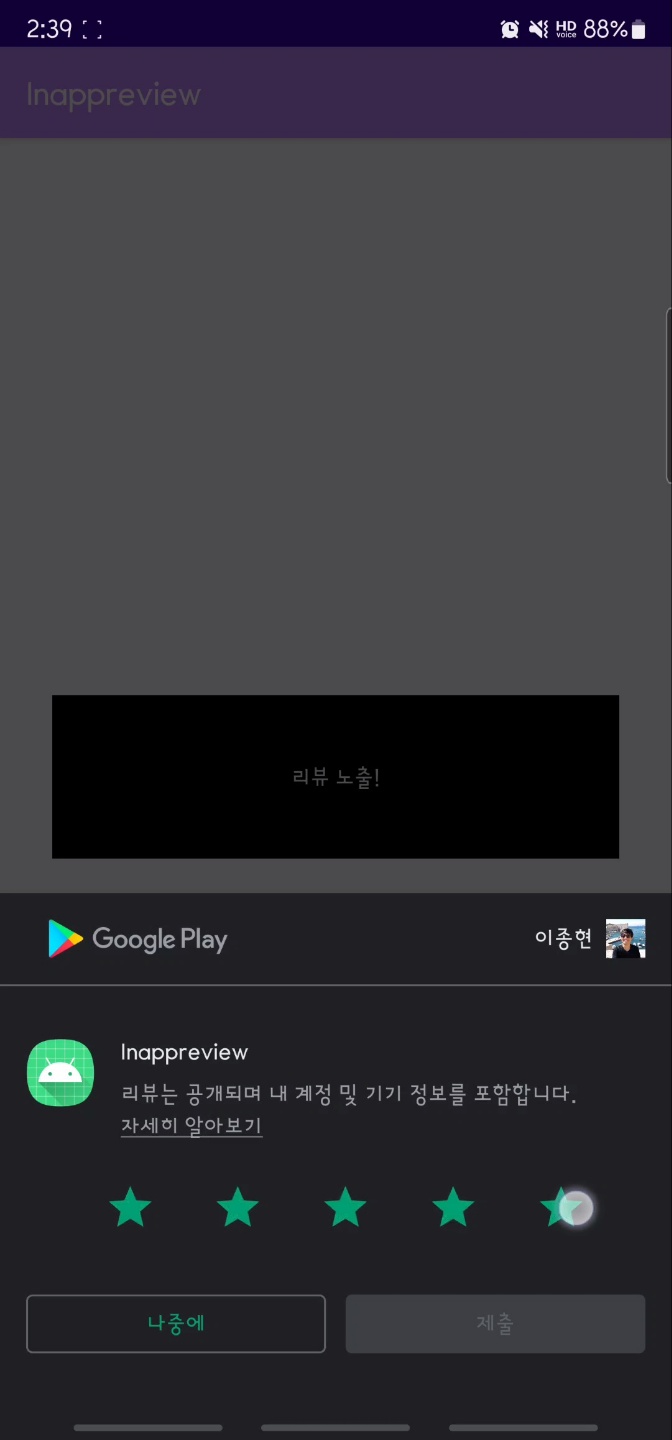 2:39 HD voice 88%
Inappreview
리뷰 노출!
Google Play 이종현
Inappreview
리뷰는 공개되며 내 계정 및 기기 정보를 포함합니다.
자세히 알아보기
나중에 제출